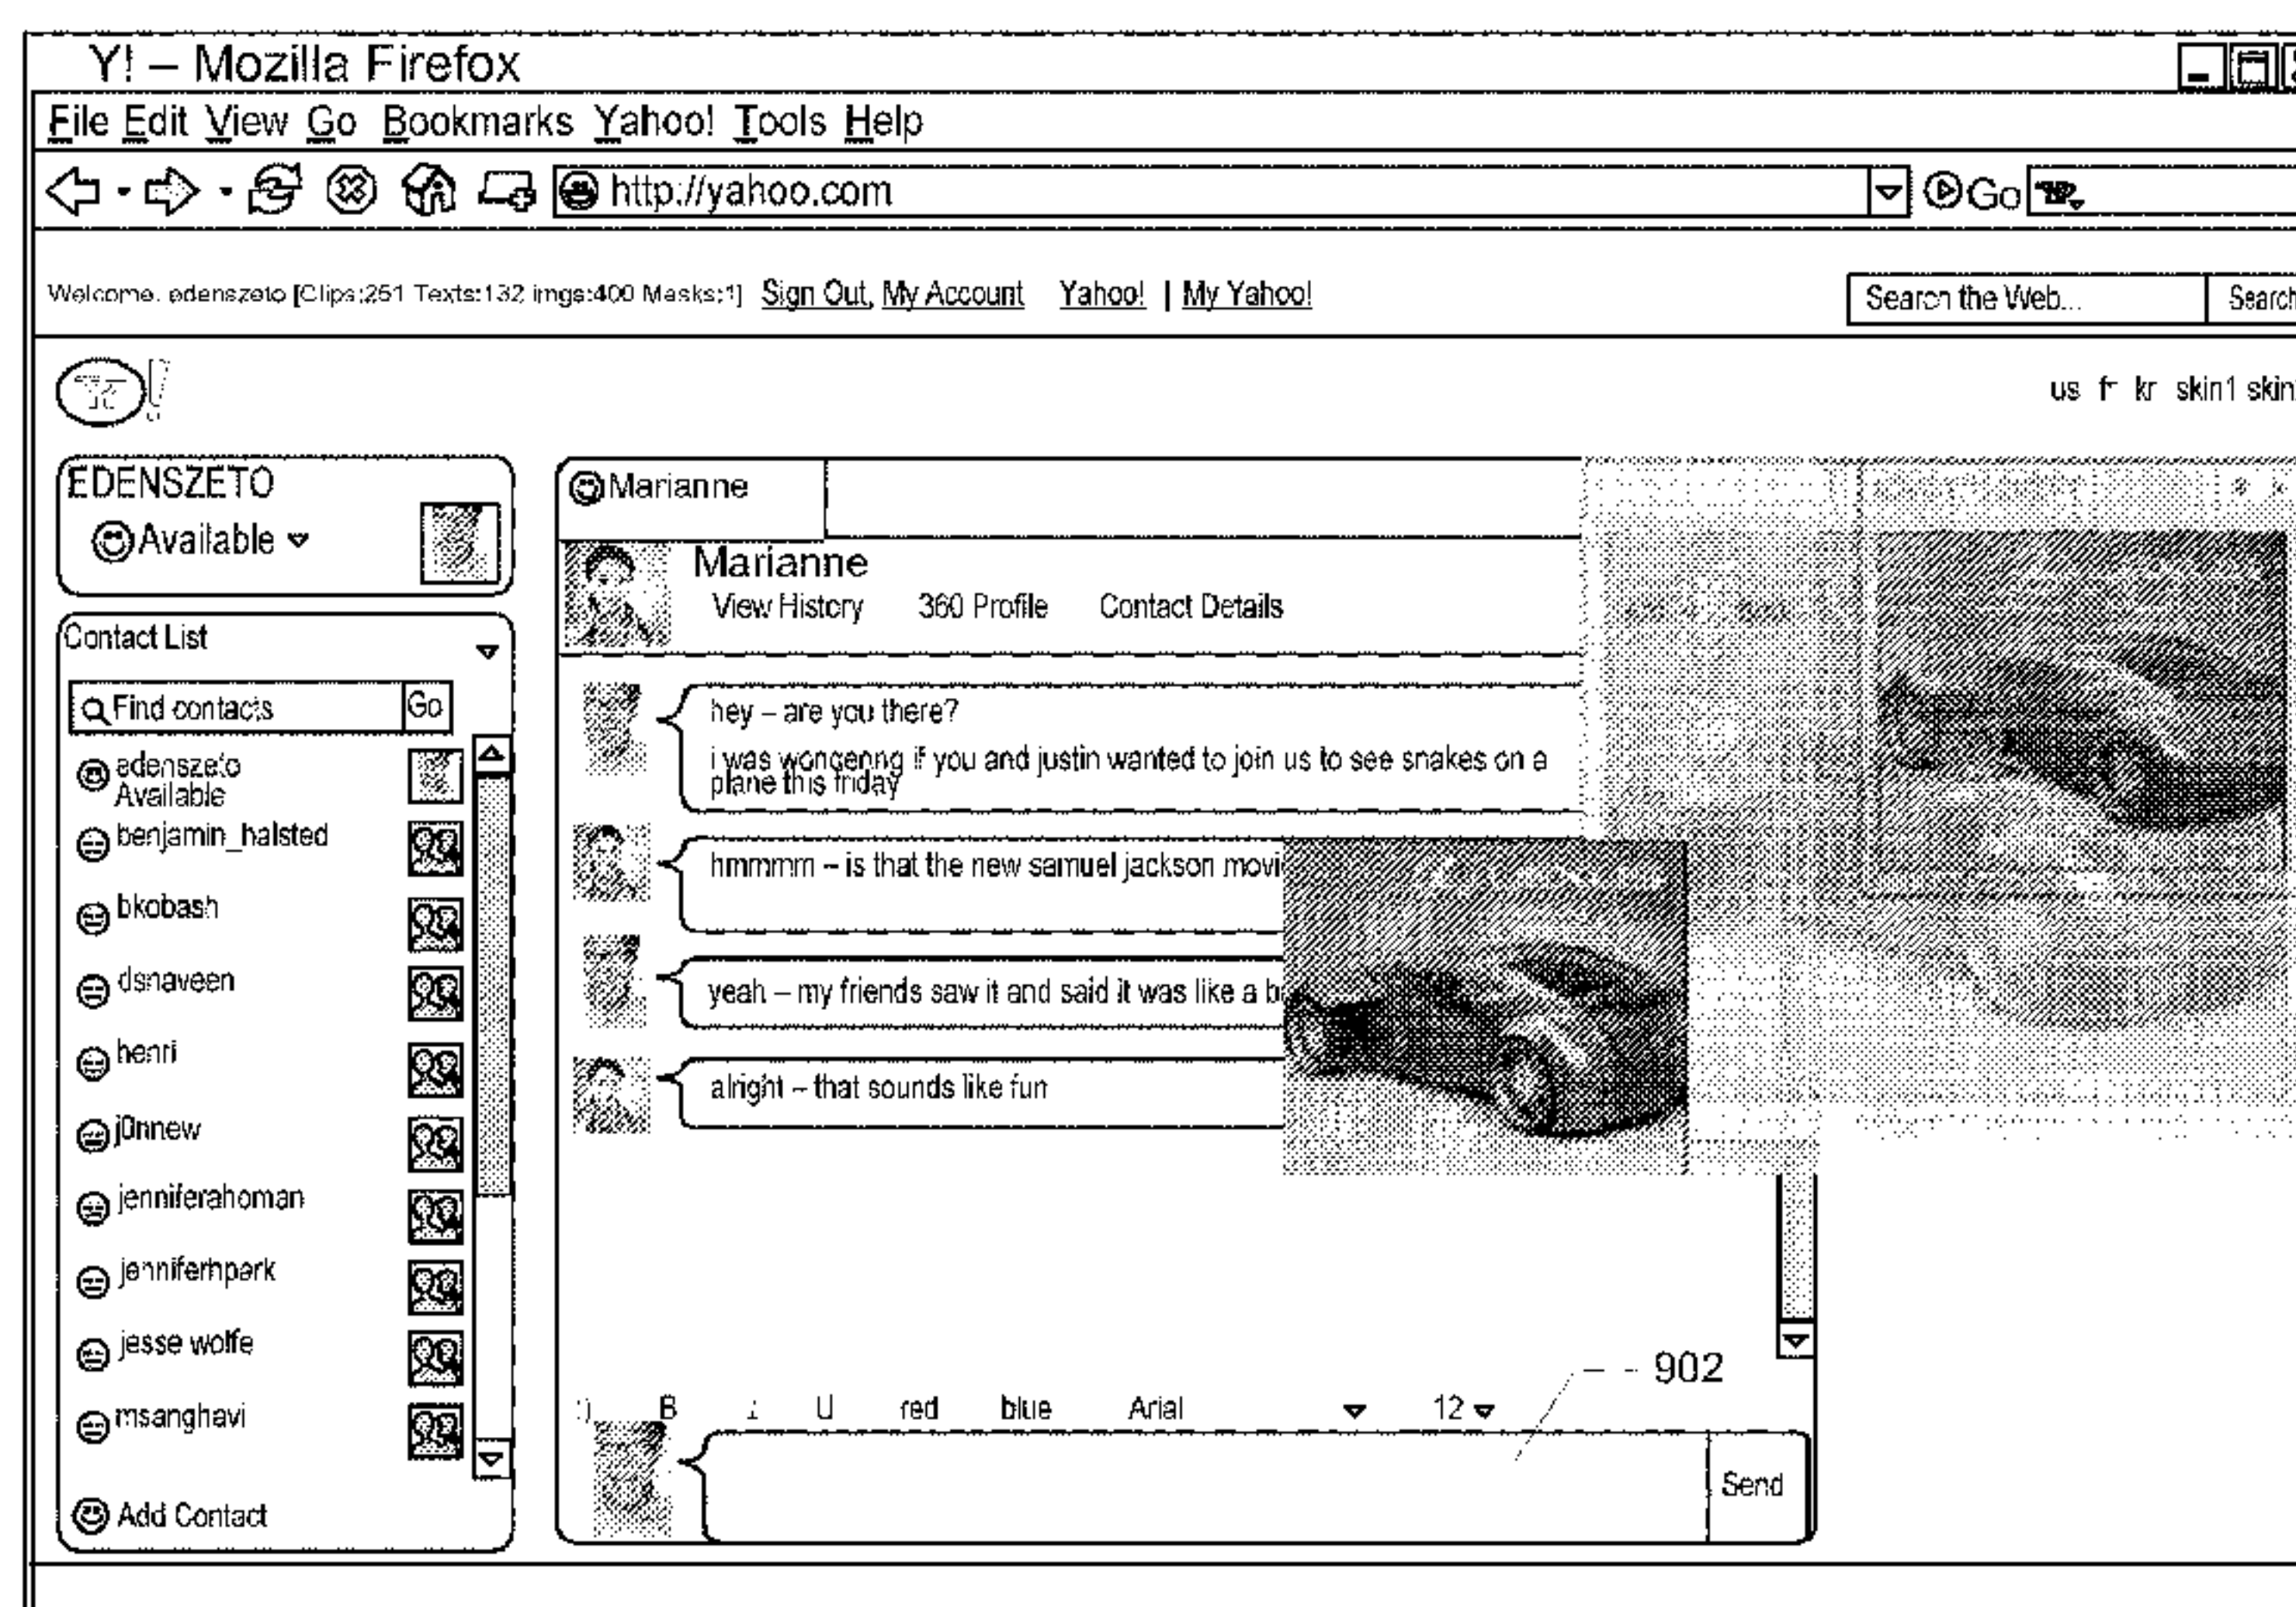 Y! – Mozilla Firefox
File Edit View Go Bookmarks Yahoo! Tools Help
http://yahoo.com Go
Welcome, edenszeto [Clips:251 Texts:132 imgs:400 Masks:1] Sign Out, My Account Yahoo! | My Yahoo!
Search the Web... Search
us fr kr skin1 skin
EDENSZETO
Available
Contact List
Find contacts Go
edenszeto
Available
benjamin_halsted
bkobash
dsnaveen
henri
j0nnew
jenniferahoman
jenniferhpark
jesse wolfe
msanghavi
Add Contact
Marianne
Marianne
View History 360 Profile Contact Details
hey – are you there?
i was wongenng if you and justin wanted to join us to see snakes on a
plane this friday
hmmmm – is that the new samuel jackson movi
yeah – my friends saw it and said it was like a b
alright – that sounds like fun
902
B U red blue Arial 12
Send